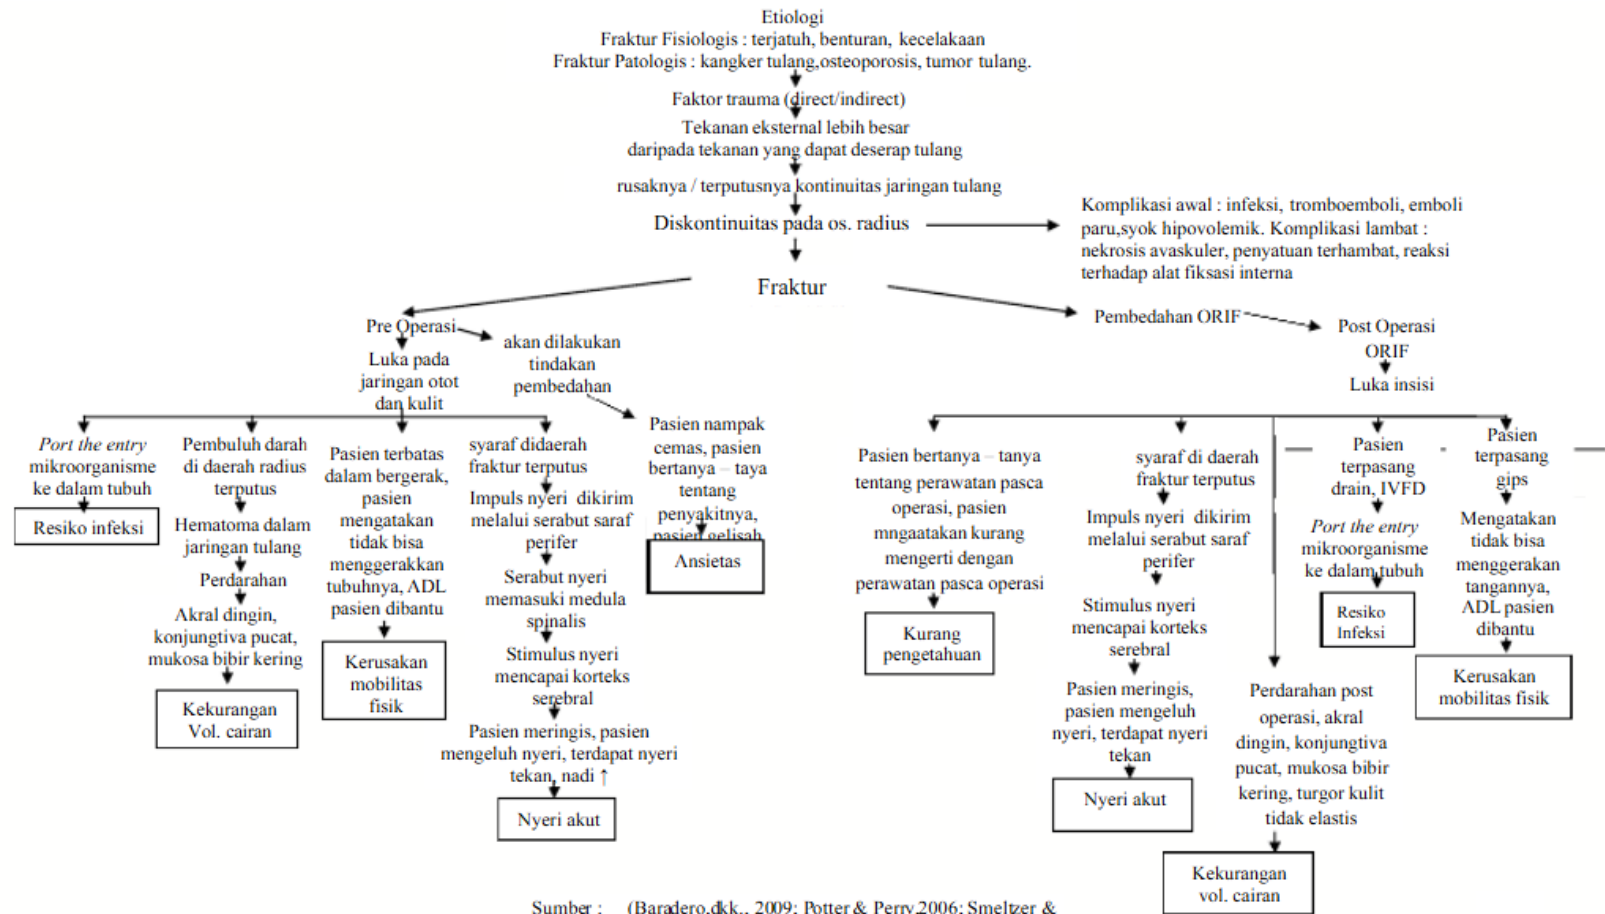 Etiologi
Fraktur Fisiologis : terjatuh, benturan, kecelakaan
Fraktur Patologis : kangker tulang,osteoporosis, tumor tulang.
Faktor trauma (direct/indirect)
Tekanan eksternal lebih besar
daripada tekanan yang dapat deserap tulang
rusaknya / terputusnya kontinuitas jaringan tulang
Diskontinuitas pada os. radius
Komplikasi awal : infeksi, tromboemboli, emboli
paru,syok hipovolemik. Komplikasi lambat :
nekrosis avaskuler, penyatuan terhambat, reaksi
terhadap alat fiksasi interna
Fraktur
Pre Operasi
akan dilakukan
tindakan
pembedahan
Luka pada
jaringan otot
dan kulit
Port the entry
mikroorganisme
ke dalam tubuh
Resiko infeksi
Pembuluh darah
di daerah radius
terputus
Hematoma dalam
jaringan tulang
Perdarahan
Akral dingin,
konjungtiva pucat,
mukosa bibir kering
Kekurangan
Vol. cairan
Pasien terbatas
dalam bergerak,
pasien
mengatakan
tidak bisa
menggerakkan
tubuhnya, ADL
pasien dibantu
Kerusakan
mobilitas
fisik
syaraf didaerah
fraktur terputus
Impuls nyeri dikirim
melalui serabut saraf
perifer
Serabut nyeri
memasuki medula
spinalis
Stimulus nyeri
mencapai korteks
serebral
Pasien meringis, pasien
mengeluh nyeri, terdapat nyeri
tekan, nadi ↑
Nyeri akut
Pasien nampak
cemas, pasien
bertanya – taya
tentang
penyakitnya,
pasien gelisah
Ansietas
Pembedahan ORIF
Post Operasi
ORIF
Luka insisi
Pasien bertanya – tanya
tentang perawatan pasca
operasi, pasien
mngaatakan kurang
mengerti dengan
perawatan pasca operasi
Kurang
pengetahuan
syaraf di daerah
fraktur terputus
Impuls nyeri dikirim
melalui serabut saraf
perifer
Stimulus nyeri
mencapai korteks
serebral
Pasien meringis,
pasien mengeluh
nyeri, terdapat nyeri
tekan
Nyeri akut
Perdarahan post
operasi, akral
dingin, konjungtiva
pucat, mukosa bibir
kering, turgor kulit
tidak elastis
Kekurangan
vol. cairan
Pasien
terpasang
drain, IVFD
Port the entry
mikroorganisme
ke dalam tubuh
Resiko
Infeksi
Pasien
terpasang
gips
Mengatakan
tidak bisa
menggerakan
tangannya,
ADL pasien
dibantu
Kerusakan
mobilitas fisik
Sumber : (Baradero,dkk., 2009; Potter & Perry,2006; Smeltzer &